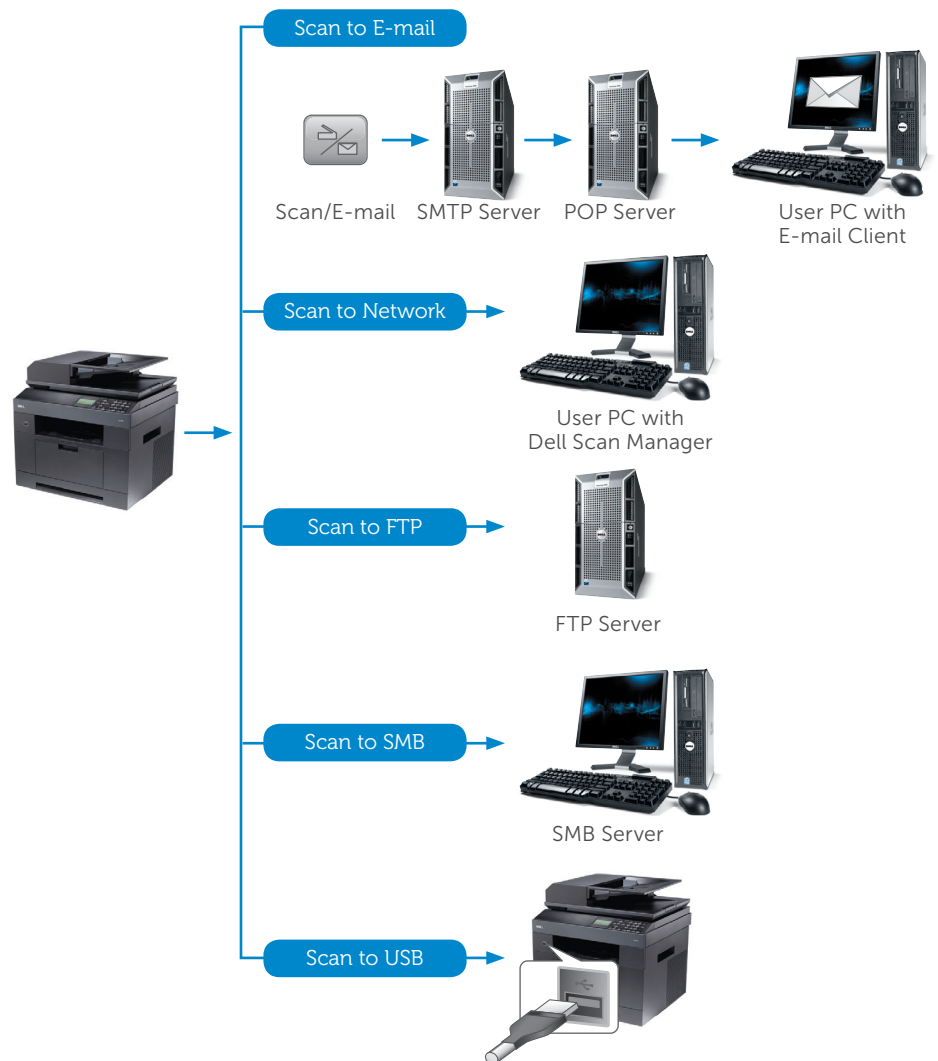 Scan to E-mail
Scan/E-mail
SMTP Server
POP Server
User PC with
E-mail Client
Scan to Network
User PC with
Dell Scan Manager
Scan to FTP
FTP Server
Scan to SMB
SMB Server
Scan to USB